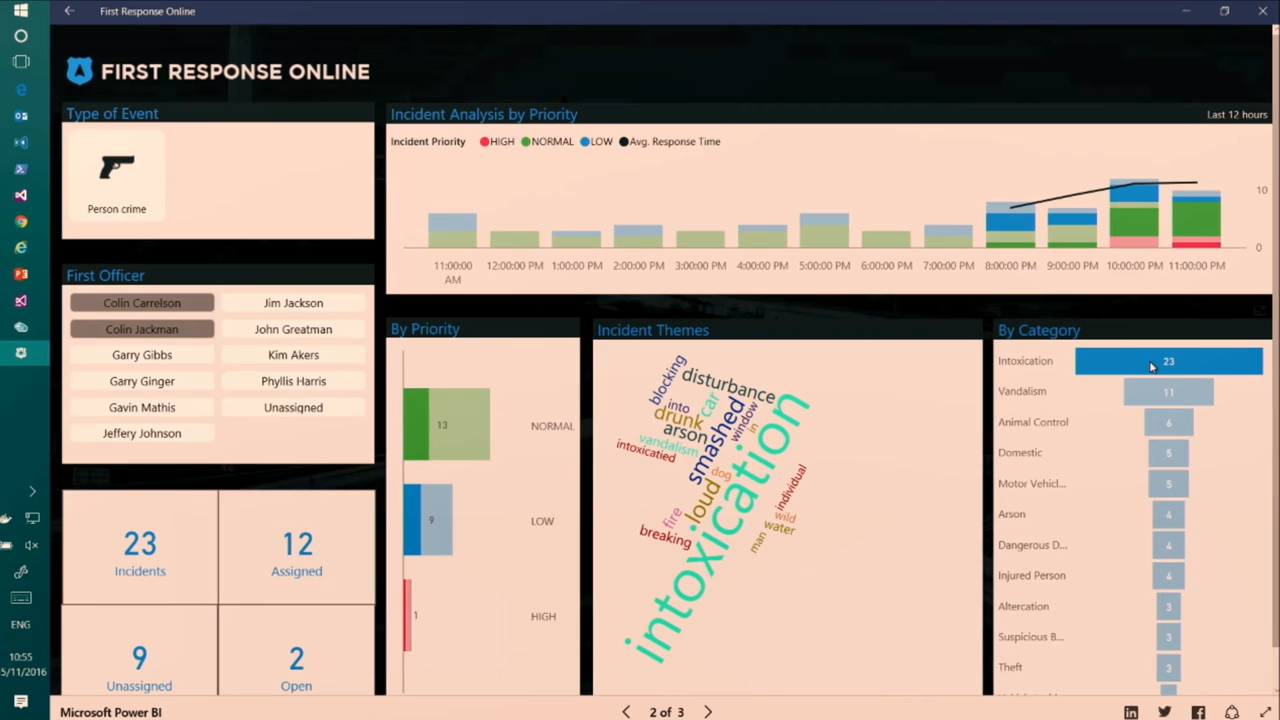 First Response Online
FIRST RESPONSE ONLINE
Type of Event
Person crime
Incident Analysis by Priority
Last 12 hours
Incident Priority HIGH NORMAL LOW Avg. Response Time
10
0
11:00:00 AM 12:00:00 PM 1:00:00 PM 2:00:00 PM 3:00:00 PM 4:00:00 PM 5:00:00 PM 6:00:00 PM 7:00:00 PM 8:00:00 PM 9:00:00 PM 10:00:00 PM 11:00:00 PM
First Officer
Colin Carrelson Jim Jackson
Colin Jackman John Greatman
Garry Gibbs Kim Akers
Garry Ginger Phyllis Harris
Gavin Mathis Unassigned
Jeffery Johnson
23 12
Incidents Assigned
9 2
Unassigned Open
By Priority
13 NORMAL
9 LOW
1 HIGH
Incident Themes
blocking
disturbance
into
car
drunk
smashed
window
in
arson
vandalism
intoxicatied
dog
loud
intoxication
individual
fire
wild
water
breaking
man
By Category
Intoxication 23
Vandalism 11
Animal Control 6
Domestic 5
Motor Vehicl... 5
Arson 4
Dangerous D... 4
Injured Person 4
Altercation 3
Suspicious B... 3
Theft 3
ENG
10:55
5/11/2016
Microsoft Power BI
2 of 3